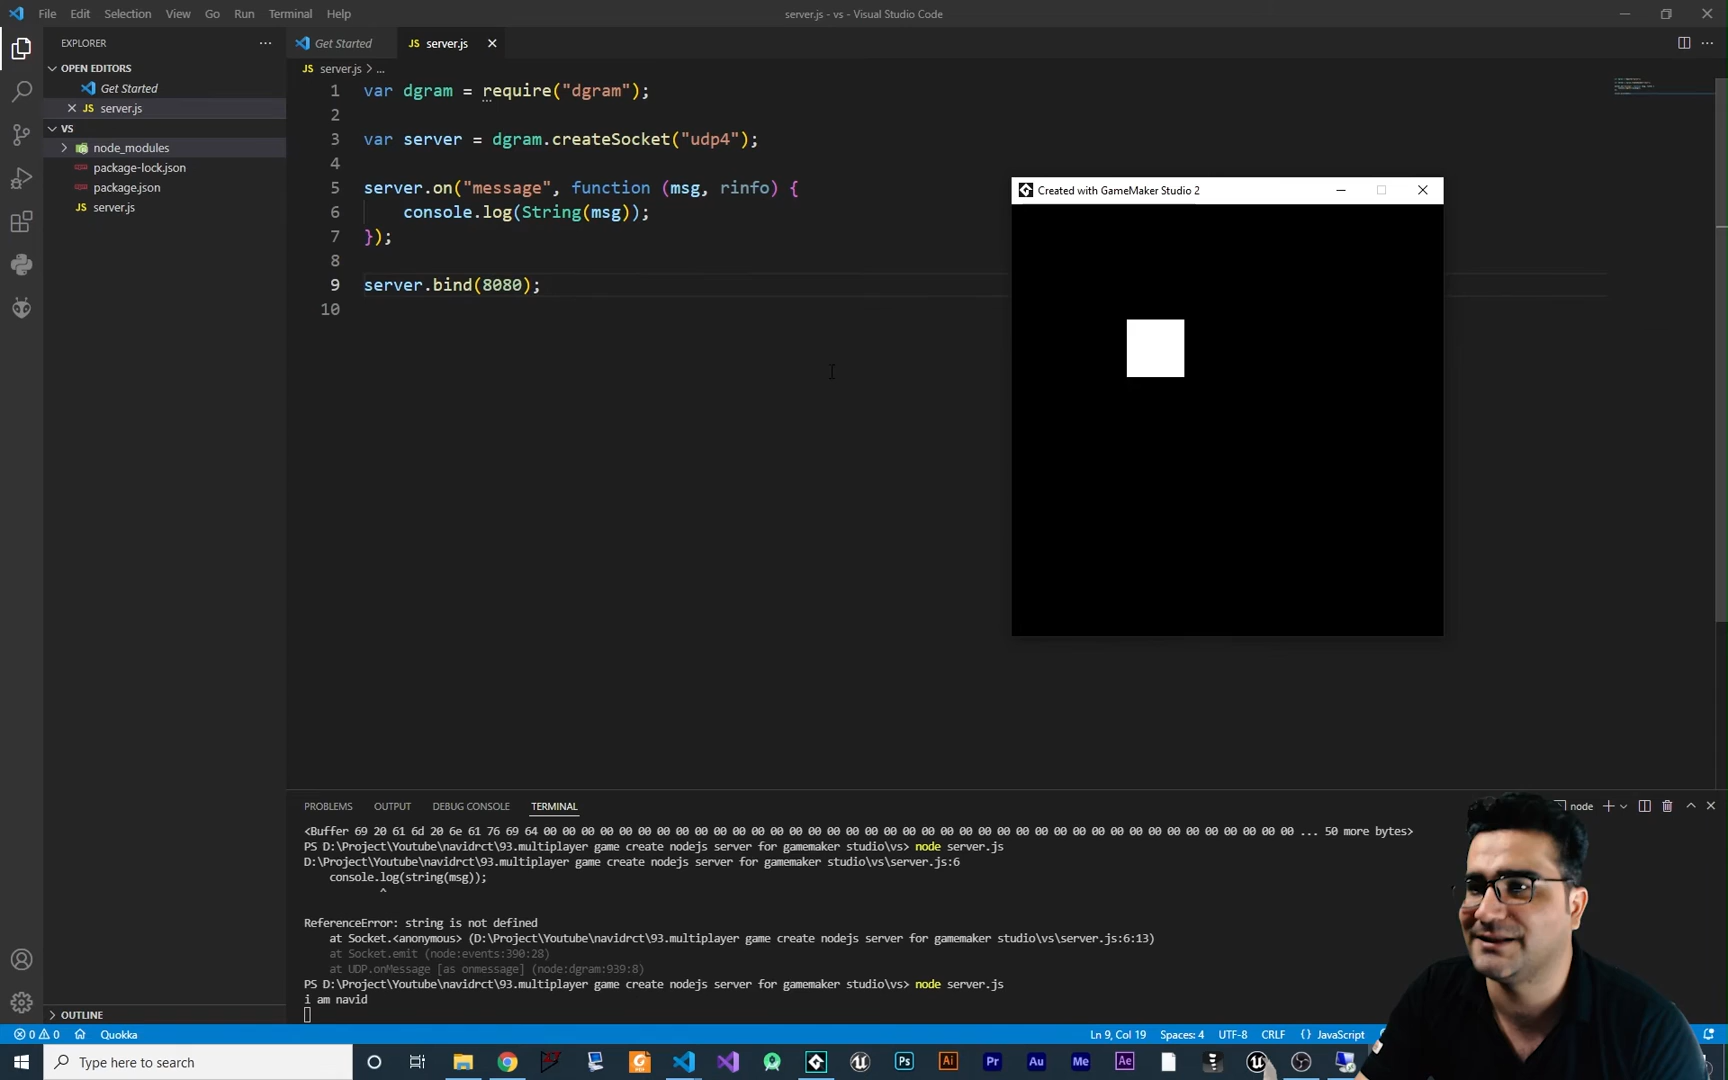 File Edit Selection View Go Run Terminal Help
server.js - vs - Visual Studio Code
EXPLORER
Get Started
JS server.js
OPEN EDITORS
Get Started
JS server.js
VS
node_modules
package-lock.json
package.json
JS server.js
JS server.js > ...
1 var dgram = require("dgram");
2
3 var server = dgram.createSocket("udp4");
4
5 server.on("message", function (msg, rinfo) {
6 console.log(String(msg));
7 });
8
9 server.bind(8080);
10
Created with GameMaker Studio 2
PROBLEMS OUTPUT DEBUG CONSOLE TERMINAL
node
<Buffer 69 20 61 6d 20 6e 61 76 69 64 00 00 00 00 00 00 00 00 00 00 00 00 00 00 00 00 00 00 00 00 00 00 00 00 00 00 00 00 00 00 00 00 00 00 00 00 00 00 00 00 ... 50 more bytes>
PS D:\Project\Youtube\navidrct\93.multiplayer game create nodejs server for gamemaker studio\vs> node server.js
D:\Project\Youtube\navidrct\93.multiplayer game create nodejs server for gamemaker studio\vs\server.js:6
console.log(string(msg));
^
ReferenceError: string is not defined
at Socket.<anonymous> (D:\Project\Youtube\navidrct\93.multiplayer game create nodejs server for gamemaker studio\vs\server.js:6:13)
at Socket.emit (node:events:390:28)
at UDP.onMessage [as onmessage] (node:dgram:939:8)
PS D:\Project\Youtube\navidrct\93.multiplayer game create nodejs server for gamemaker studio\vs> node server.js
i am navid
OUTLINE
0 0 Quokka
Ln 9, Col 19 Spaces: 4 UTF-8 CRLF {} JavaScript
Type here to search
Ps Ai Pr Au Me Ae